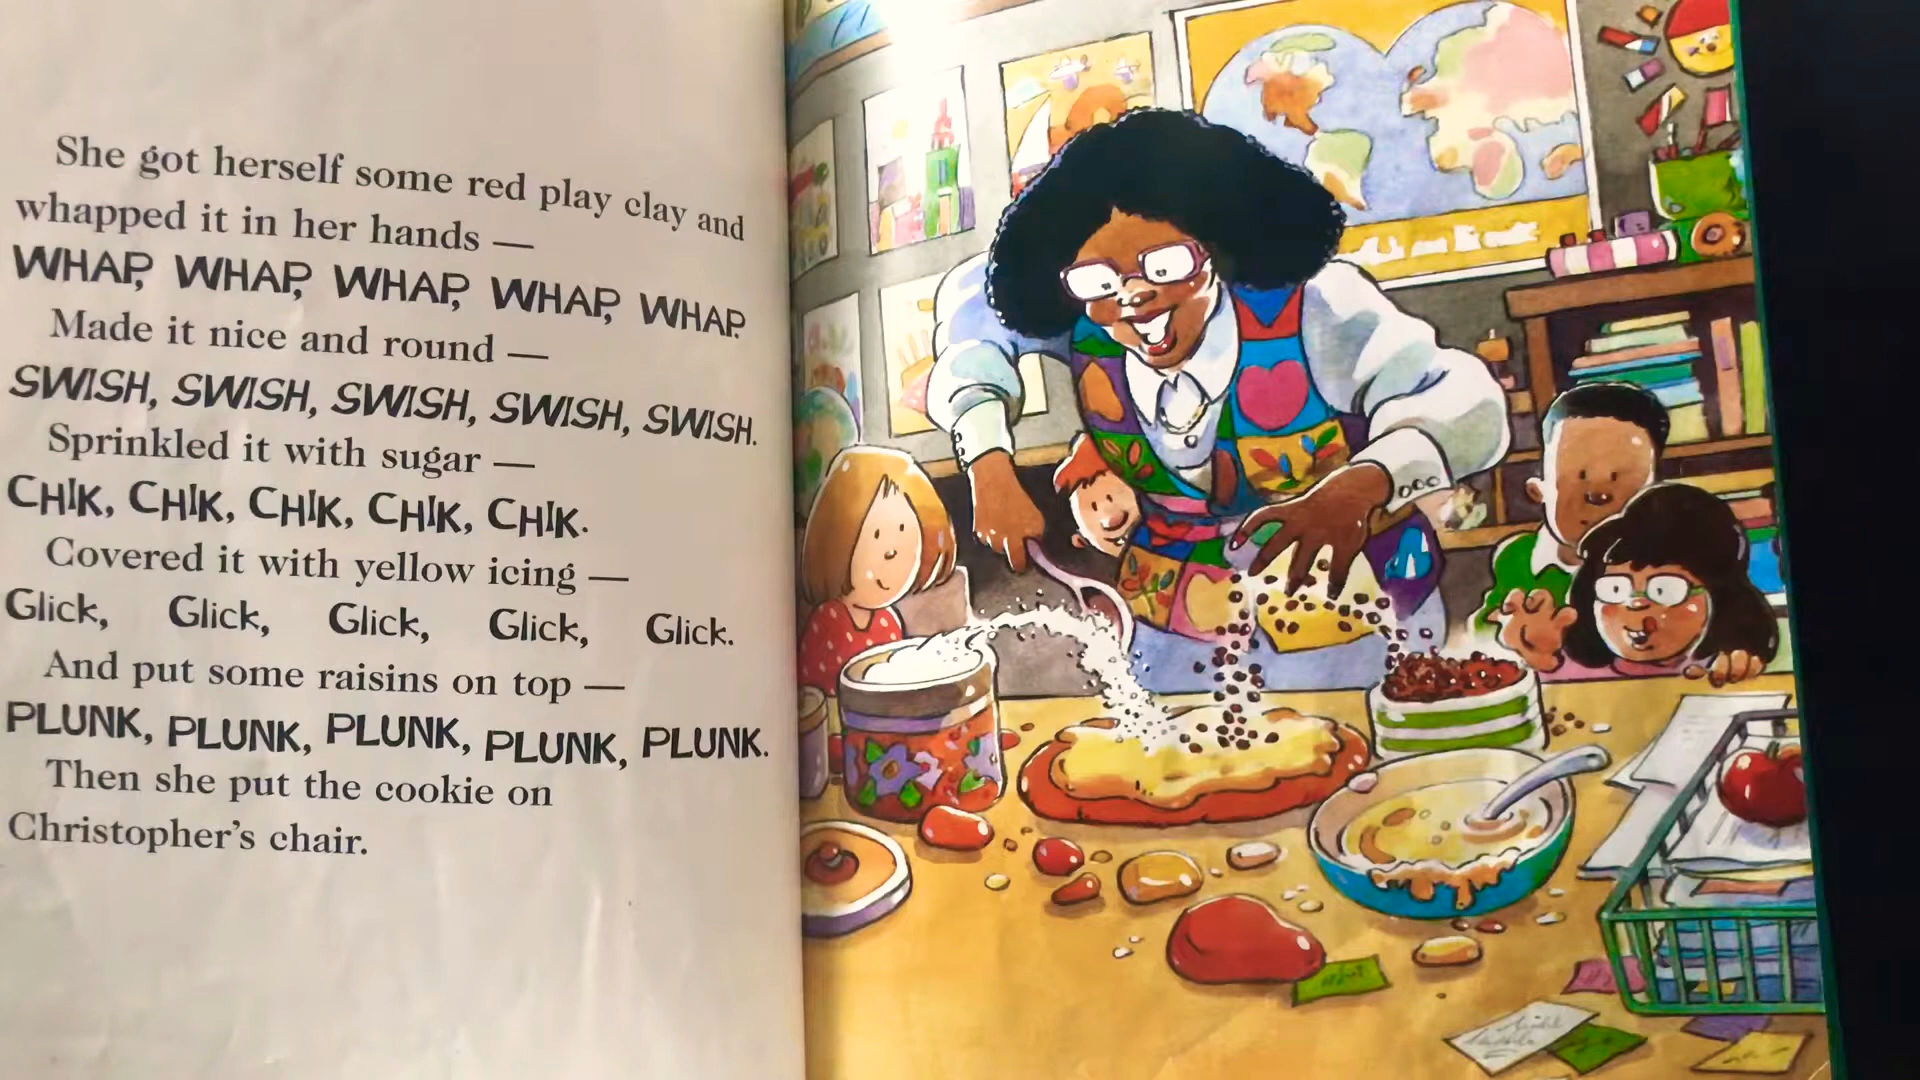 She got herself some red play clay and
whapped it in her hands —
WHAP, WHAP, WHAP, WHAP, WHAP.
Made it nice and round —
SWISH, SWISH, SWISH, SWISH, SWISH.
Sprinkled it with sugar —
CHIK, CHIK, CHIK, CHIK, CHIK.
Covered it with yellow icing —
Glick, Glick, Glick, Glick, Glick.
And put some raisins on top —
PLUNK, PLUNK, PLUNK, PLUNK, PLUNK.
Then she put the cookie on
Christopher's chair.